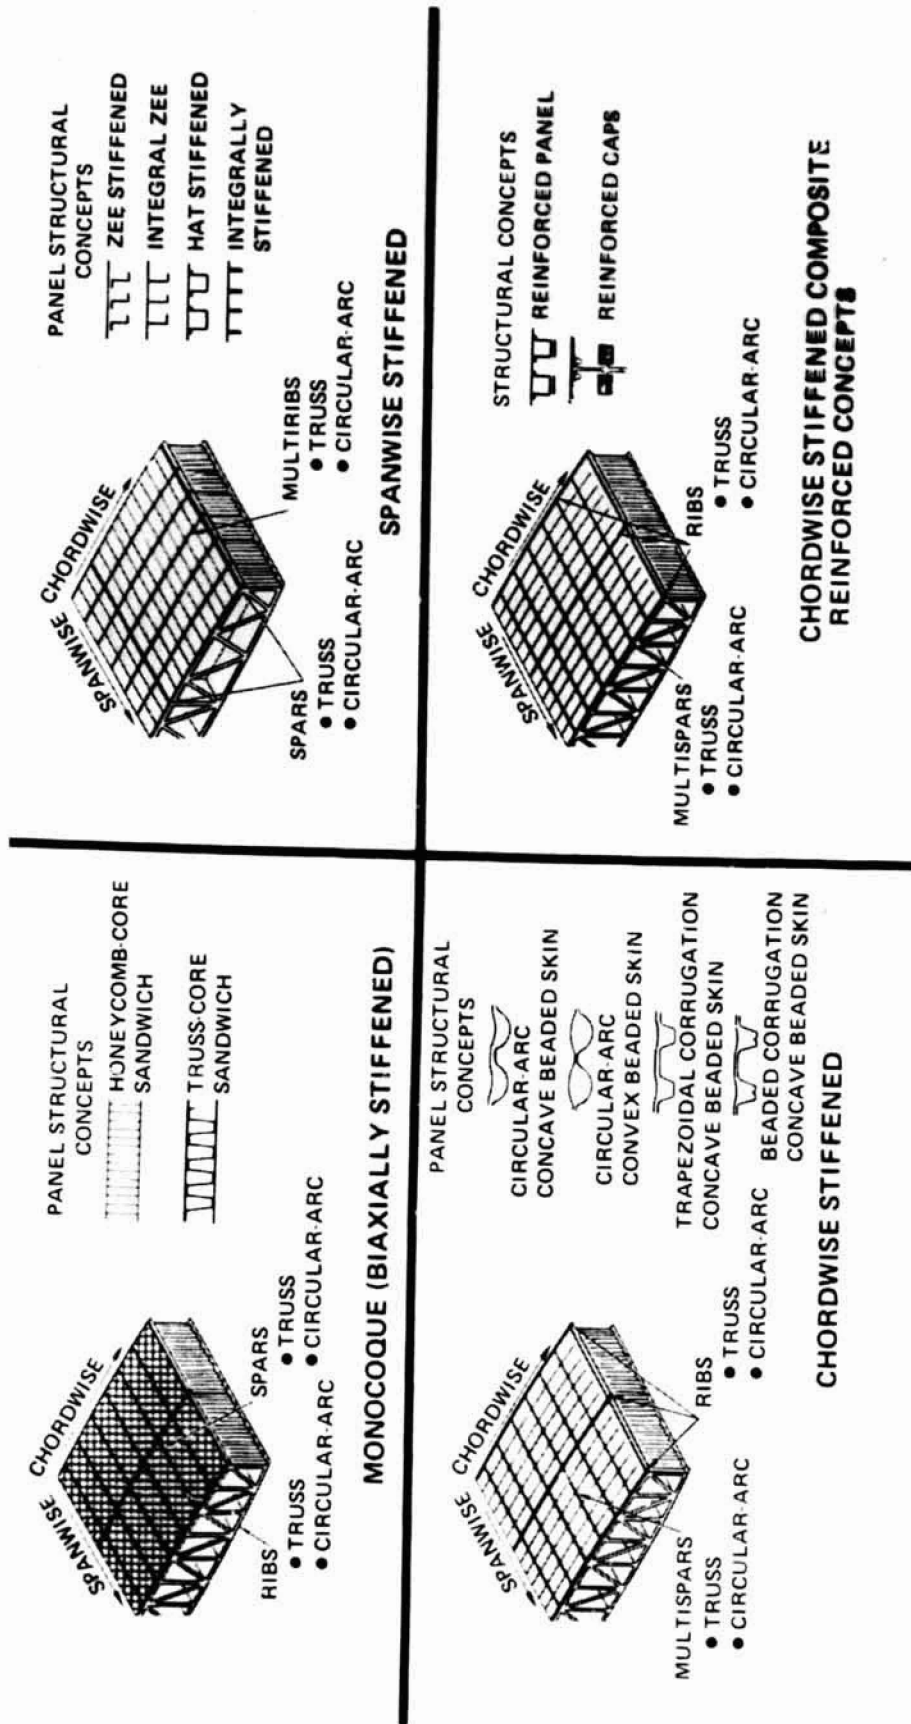 PANEL STRUCTURAL
CONCEPTS
HONEYCOMB-CORE
SANDWICH
TRUSS-CORE
SANDWICH
SPANWISE
CHORDWISE
RIBS
• TRUSS
• CIRCULAR-ARC
SPARS
• TRUSS
• CIRCULAR-ARC
MONOCOQUE (BIAXIALLY STIFFENED)
PANEL STRUCTURAL
CONCEPTS
ZEE STIFFENED
INTEGRAL ZEE
HAT STIFFENED
INTEGRALLY
STIFFENED
SPANWISE
CHORDWISE
SPARS
• TRUSS
• CIRCULAR-ARC
MULTIRIBS
• TRUSS
• CIRCULAR-ARC
SPANWISE STIFFENED
PANEL STRUCTURAL
CONCEPTS
CIRCULAR-ARC
CONCAVE BEADED SKIN
CIRCULAR-ARC
CONVEX BEADED SKIN
TRAPEZOIDAL CORRUGATION
CONCAVE BEADED SKIN
BEADED CORRUGATION
CONCAVE BEADED SKIN
SPANWISE
CHORDWISE
MULTISPARS
• TRUSS
• CIRCULAR-ARC
RIBS
• TRUSS
• CIRCULAR-ARC
CHORDWISE STIFFENED
STRUCTURAL CONCEPTS
REINFORCED PANEL
REINFORCED CAPS
SPANWISE
CHORDWISE
MULTISPARS
• TRUSS
• CIRCULAR-ARC
RIBS
• TRUSS
• CIRCULAR-ARC
CHORDWISE STIFFENED COMPOSITE
REINFORCED CONCEPTS